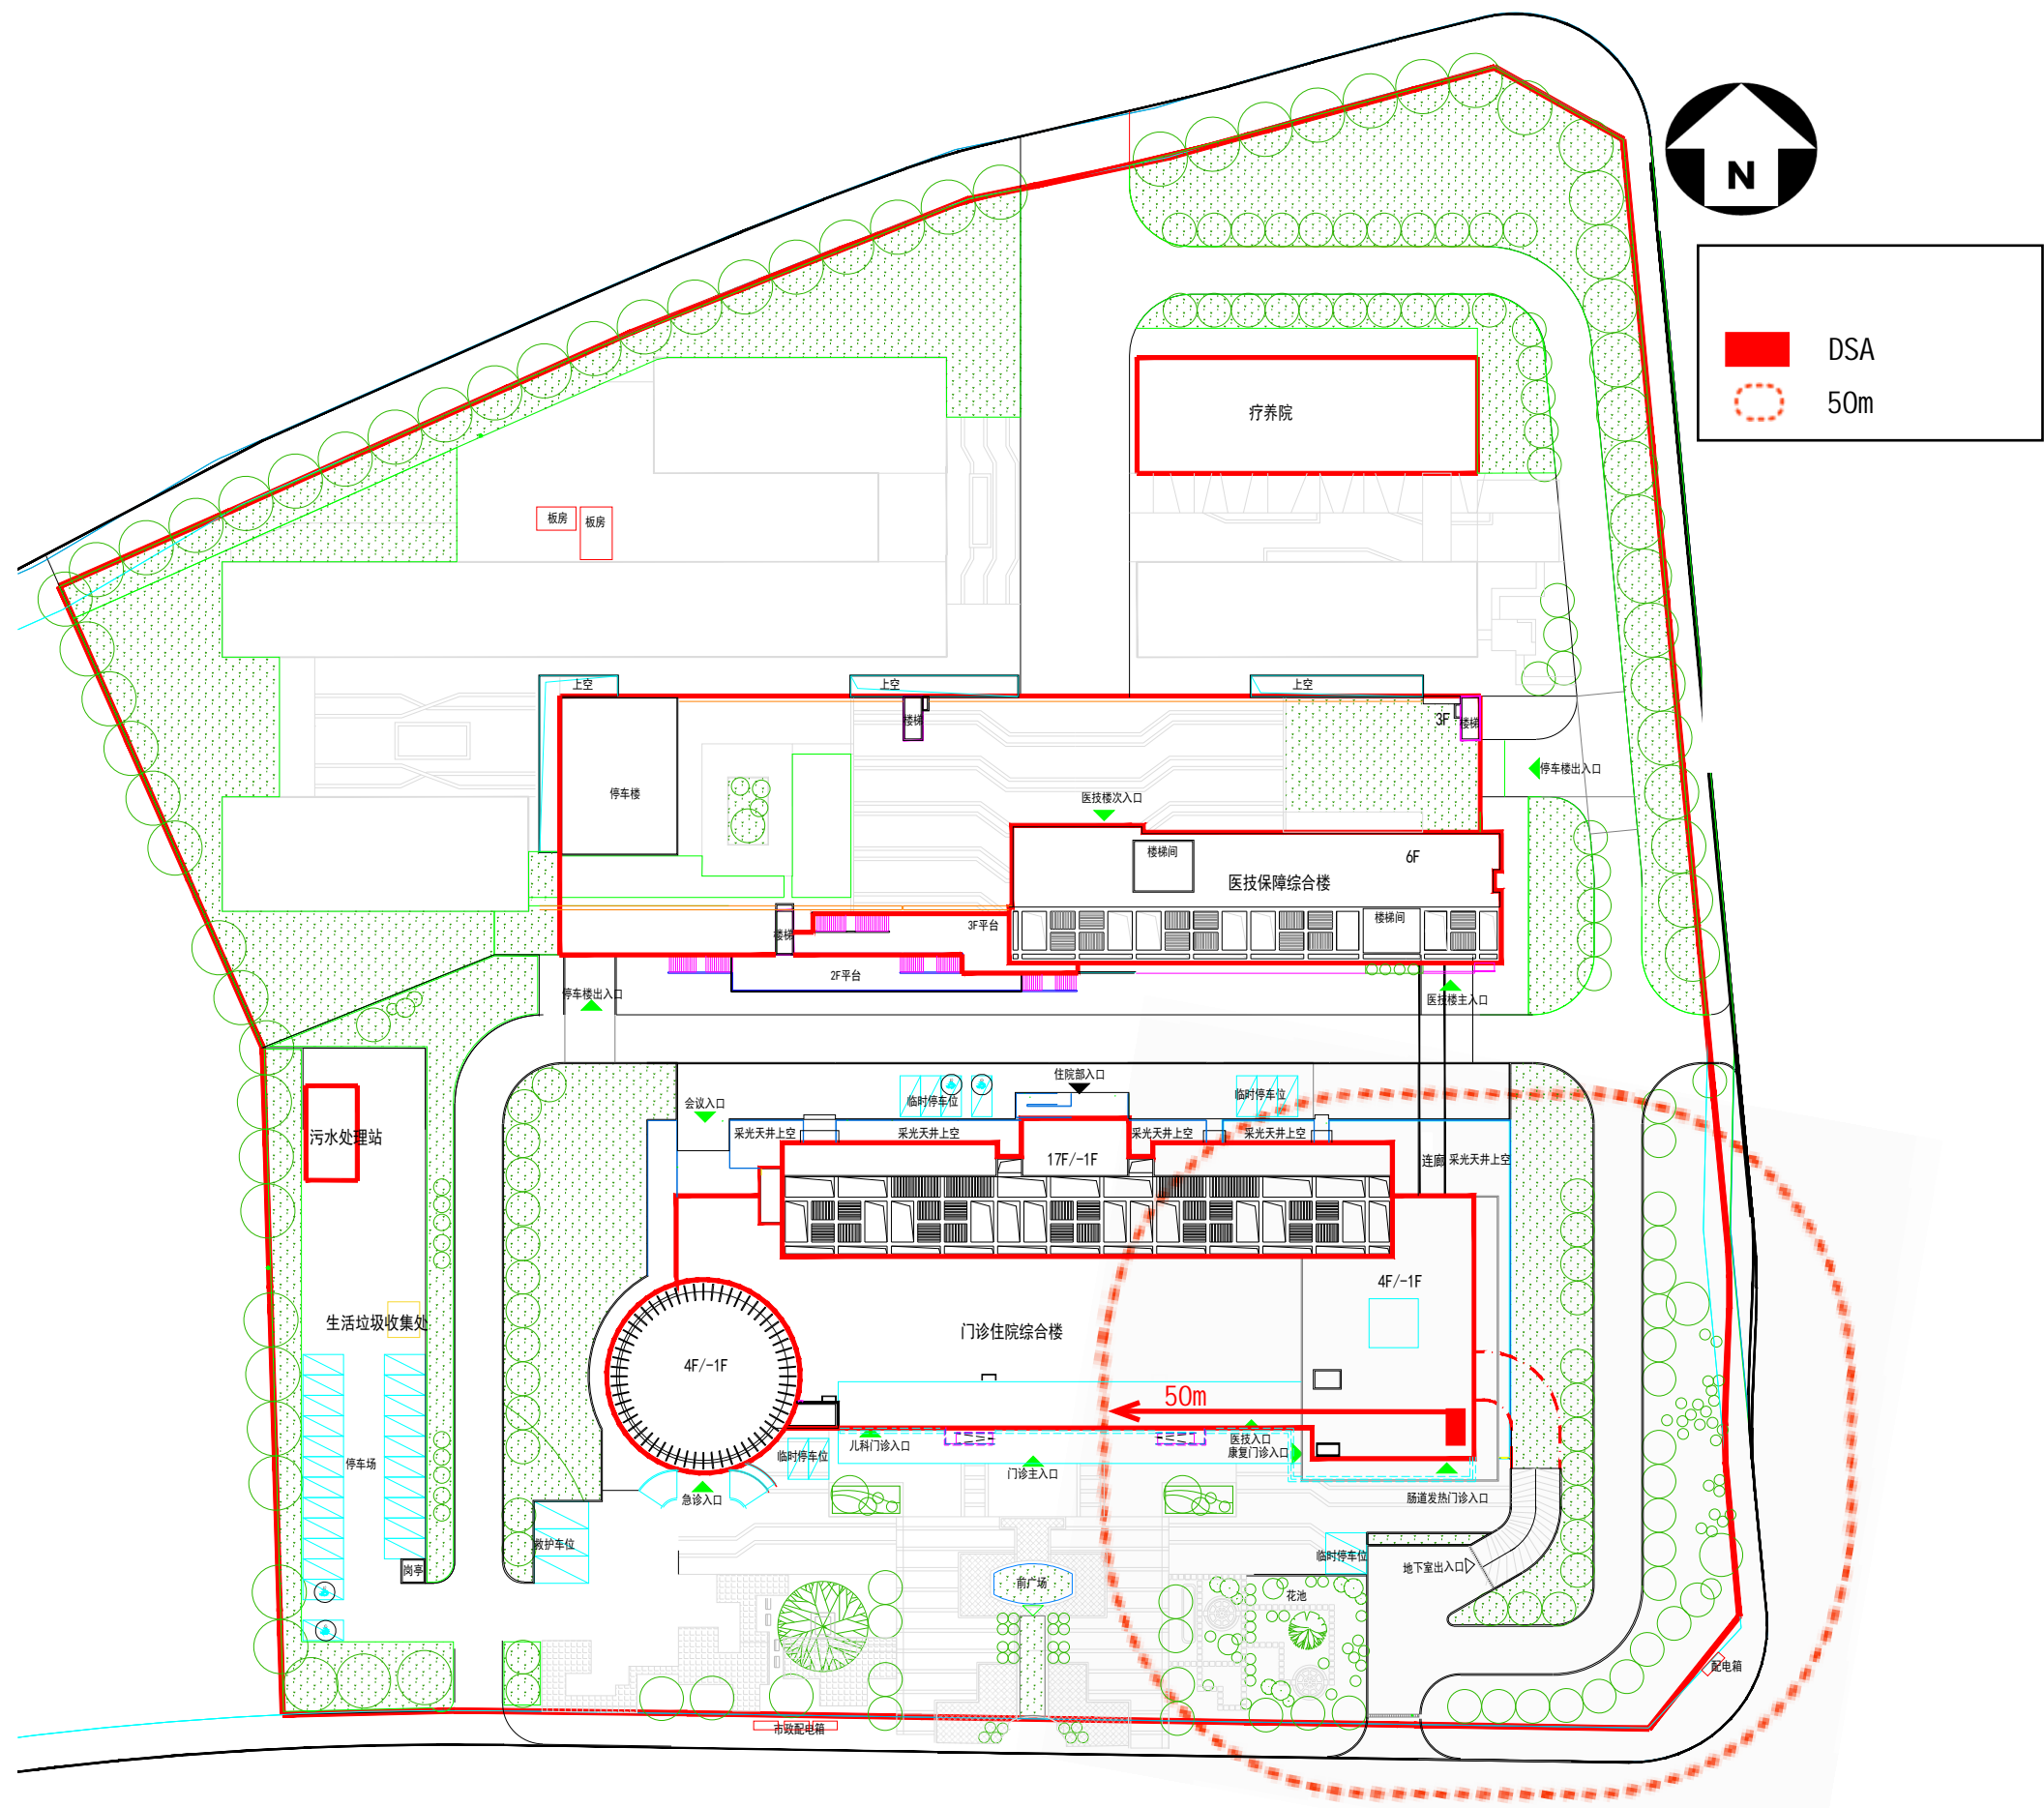 N
DSA
50m
疗养院
板房
板房
上空
上空
上空
楼梯
3F
楼梯
停车楼出入口
停车楼
医技楼次入口
楼梯间
6F
医技保障综合楼
楼梯间
3F平台
楼梯
2F平台
停车楼出入口
医技楼主入口
住院部入口
临时停车位
临时停车位
会议入口
采光天井上空
采光天井上空
采光天井上空
采光天井上空
污水处理站
17F/-1F
连廊
采光天井上空
4F/-1F
生活垃圾收集处
门诊住院综合楼
4F/-1F
50m
儿科门诊入口
医技入口
康复门诊入口
临时停车位
停车场
门诊主入口
急诊入口
肠道发热门诊入口
救护车位
临时停车位
地下室出入口
岗亭
前广场
花池
配电箱
市政配电箱